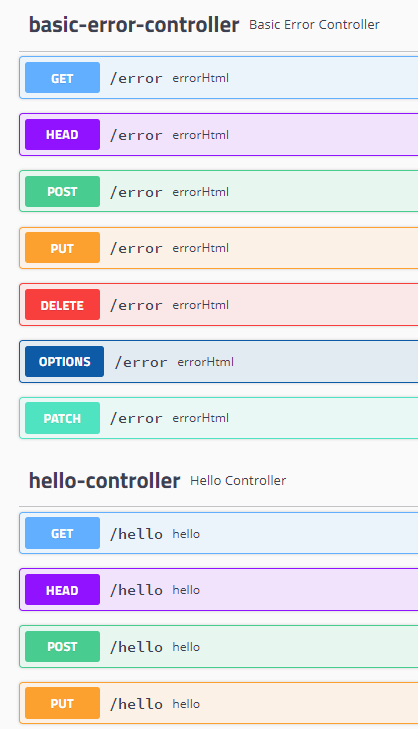 basic-error-controller Basic Error Controller
GET /error errorHtml
HEAD /error errorHtml
POST /error errorHtml
PUT /error errorHtml
DELETE /error errorHtml
OPTIONS /error errorHtml
PATCH /error errorHtml
hello-controller Hello Controller
GET /hello hello
HEAD /hello hello
POST /hello hello
PUT /hello hello